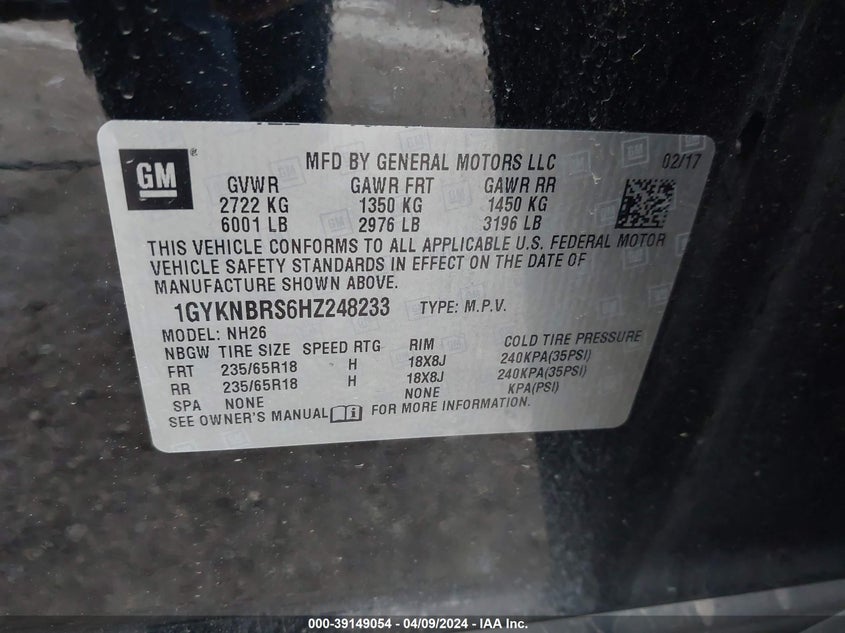 GM ®
MFD BY GENERAL MOTORS LLC 02/17
GVWR GAWR FRT GAWR RR
2722 KG 1350 KG 1450 KG
6001 LB 2976 LB 3196 LB
THIS VEHICLE CONFORMS TO ALL APPLICABLE U.S. FEDERAL MOTOR
VEHICLE SAFETY STANDARDS IN EFFECT ON THE DATE OF
MANUFACTURE SHOWN ABOVE.
1GYKNBRS6HZ248233 TYPE: M.P.V.
MODEL: NH26
NBGW TIRE SIZE SPEED RTG RIM COLD TIRE PRESSURE
FRT 235/65R18 H 18X8J 240KPA(35PSI)
RR 235/65R18 H 18X8J 240KPA(35PSI)
SPA NONE NONE KPA(PSI)
SEE OWNER'S MANUAL i FOR MORE INFORMATION.
000-39149054 - 04/09/2024 - IAA Inc.